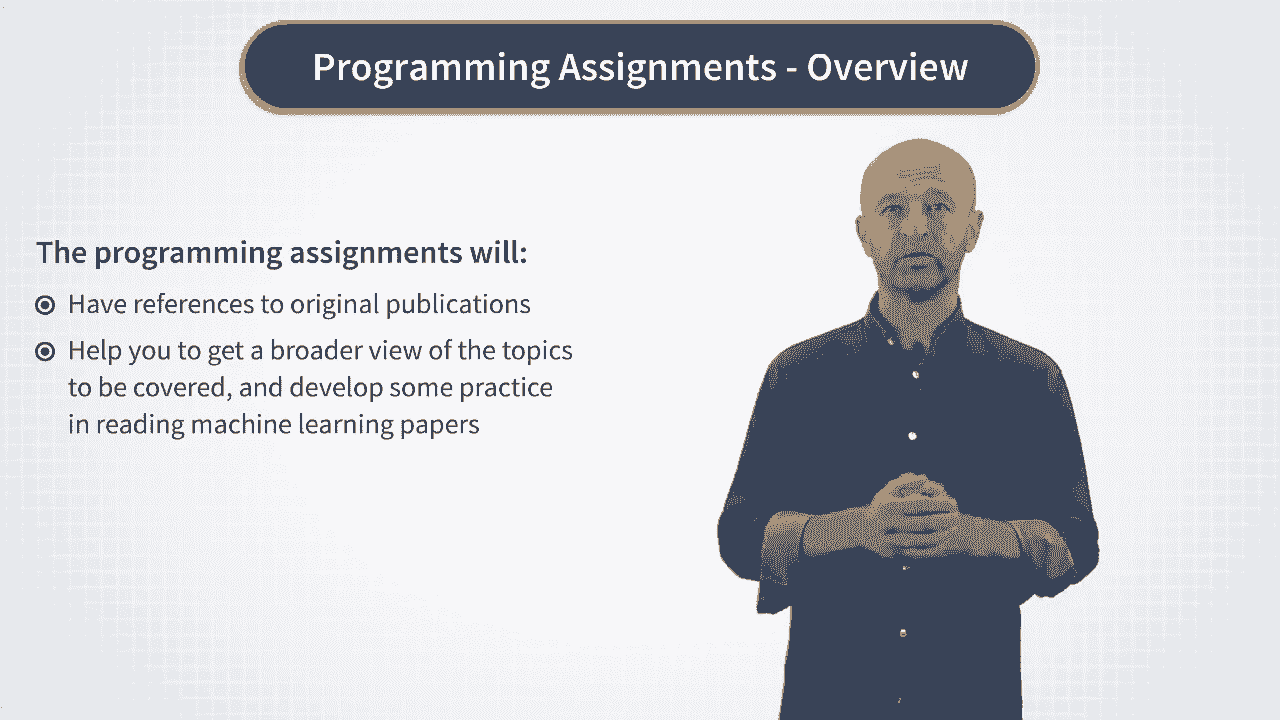 Programming Assignments - Overview
The programming assignments will:
Have references to original publications
Help you to get a broader view of the topics
to be covered, and develop some practice
in reading machine learning papers